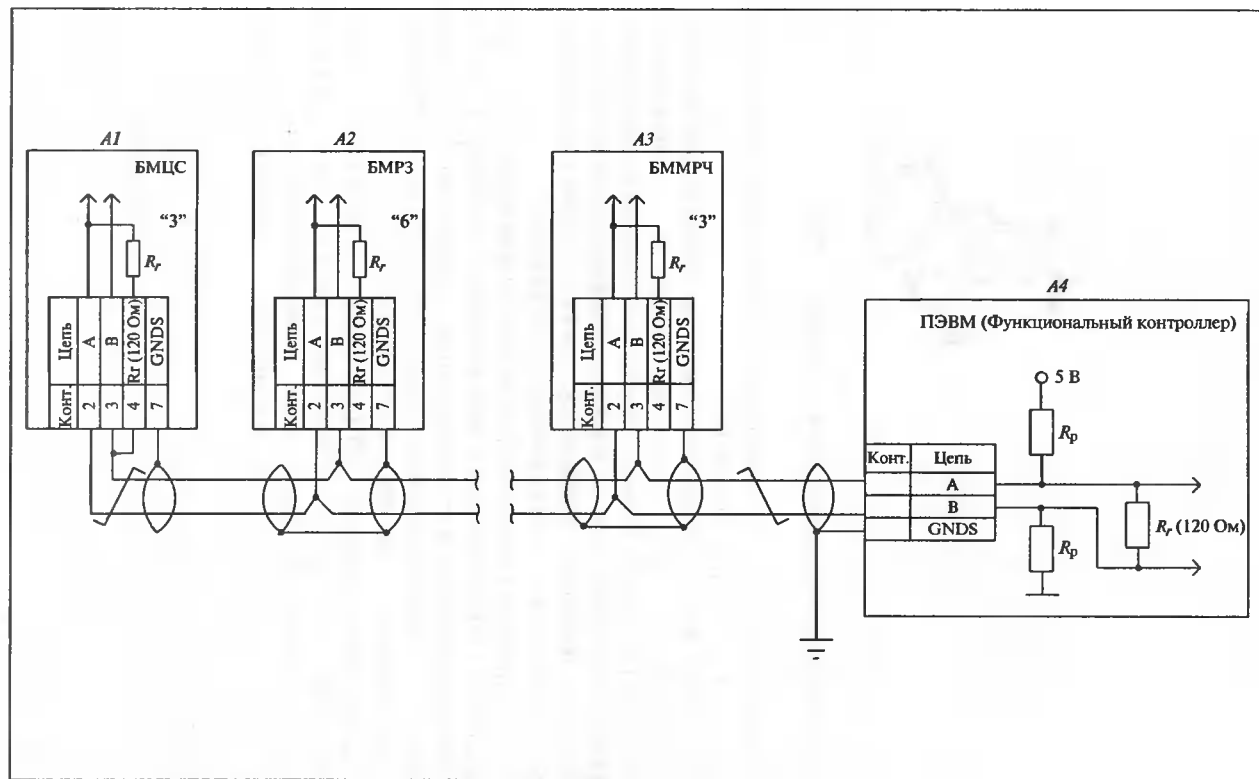 A1
БМЦС
“3”
Rr
Цепь
A
B
Rr (120 Ом)
GNDS
Конт.
2
3
4
7
A2
БМРЗ
“6”
Rr
Цепь
A
B
Rr (120 Ом)
GNDS
Конт.
2
3
4
7
A3
БММРЧ
“3”
Rr
Цепь
A
B
Rr (120 Ом)
GNDS
Конт.
2
3
4
7
A4
ПЭВМ (Функциональный контроллер)
5 В
Rр
Конт.
Цепь
A
B
GNDS
Rр
Rr (120 Ом)